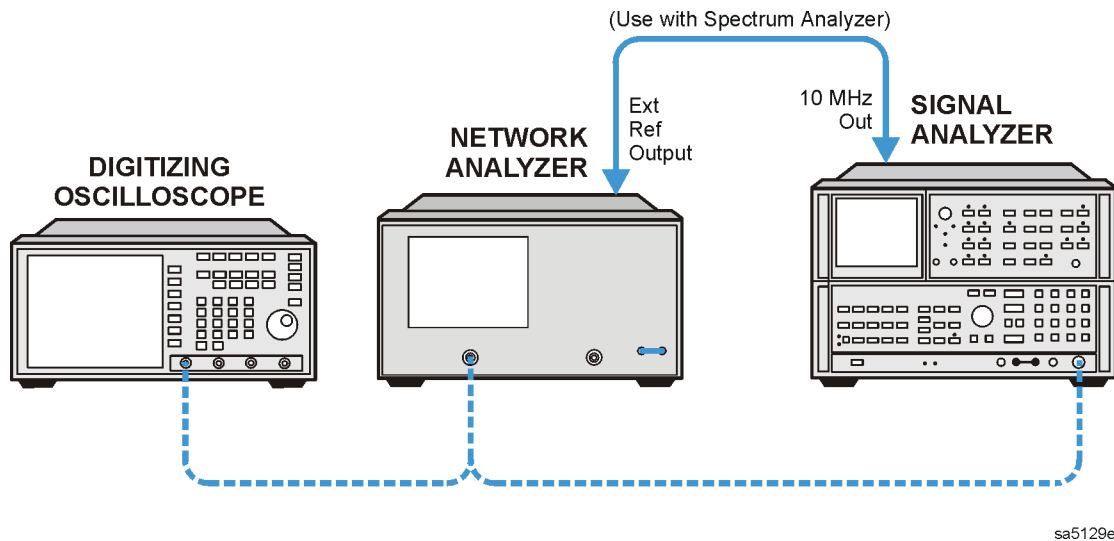 (Use with Spectrum Analyzer)
Ext
Ref
Output
10 MHz
Out
SIGNAL
ANALYZER
NETWORK
ANALYZER
DIGITIZING
OSCILLOSCOPE
sa5129e